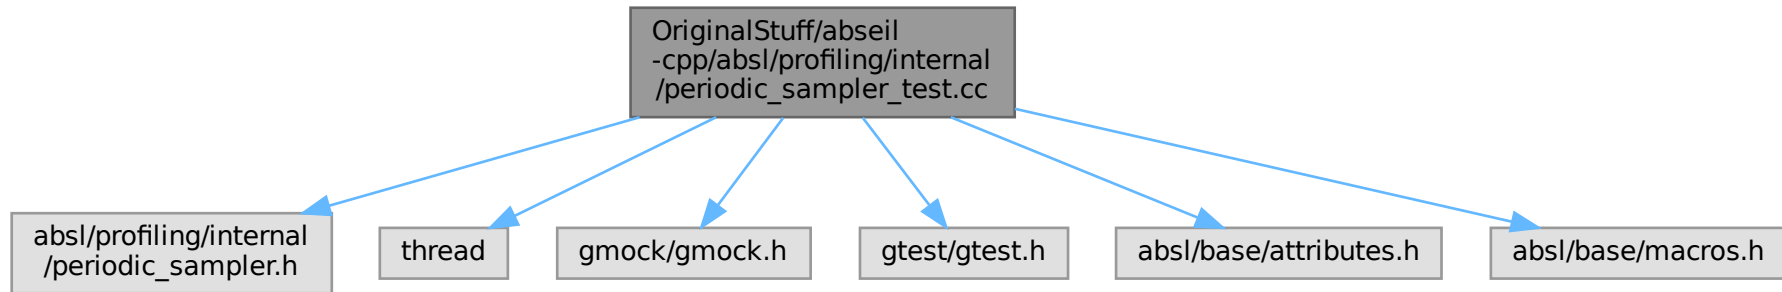 OriginalStuff/abseil
-cpp/absl/profiling/internal
/periodic_sampler_test.cc
absl/profiling/internal
/periodic_sampler.h
thread
gmock/gmock.h
gtest/gtest.h
absl/base/attributes.h
absl/base/macros.h